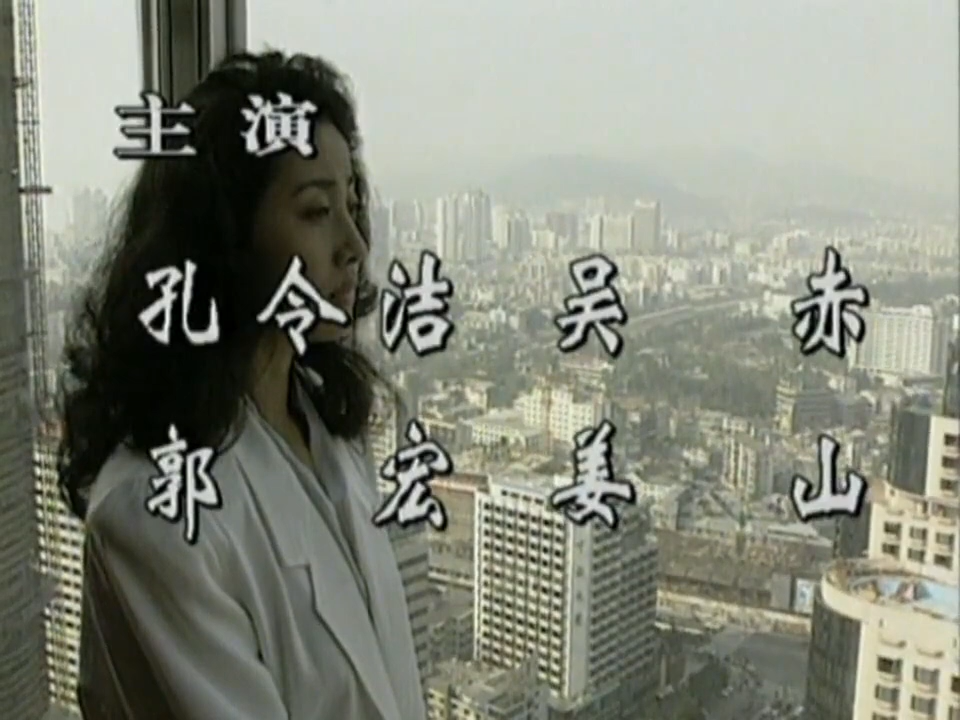 主演
孔令洁 吴赤
郭宏 姜山